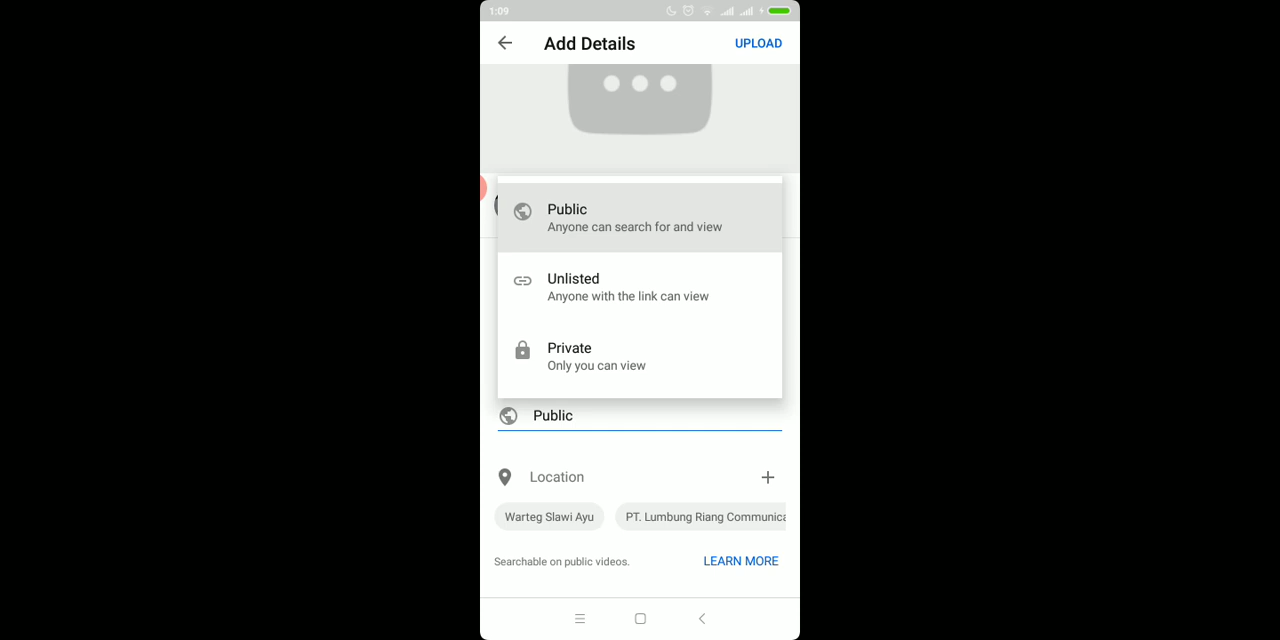 1:09
Add Details
UPLOAD
Public
Anyone can search for and view
Unlisted
Anyone with the link can view
Private
Only you can view
Public
Location
Warteg Slawi Ayu
PT. Lumbung Riang Communica
Searchable on public videos.
LEARN MORE